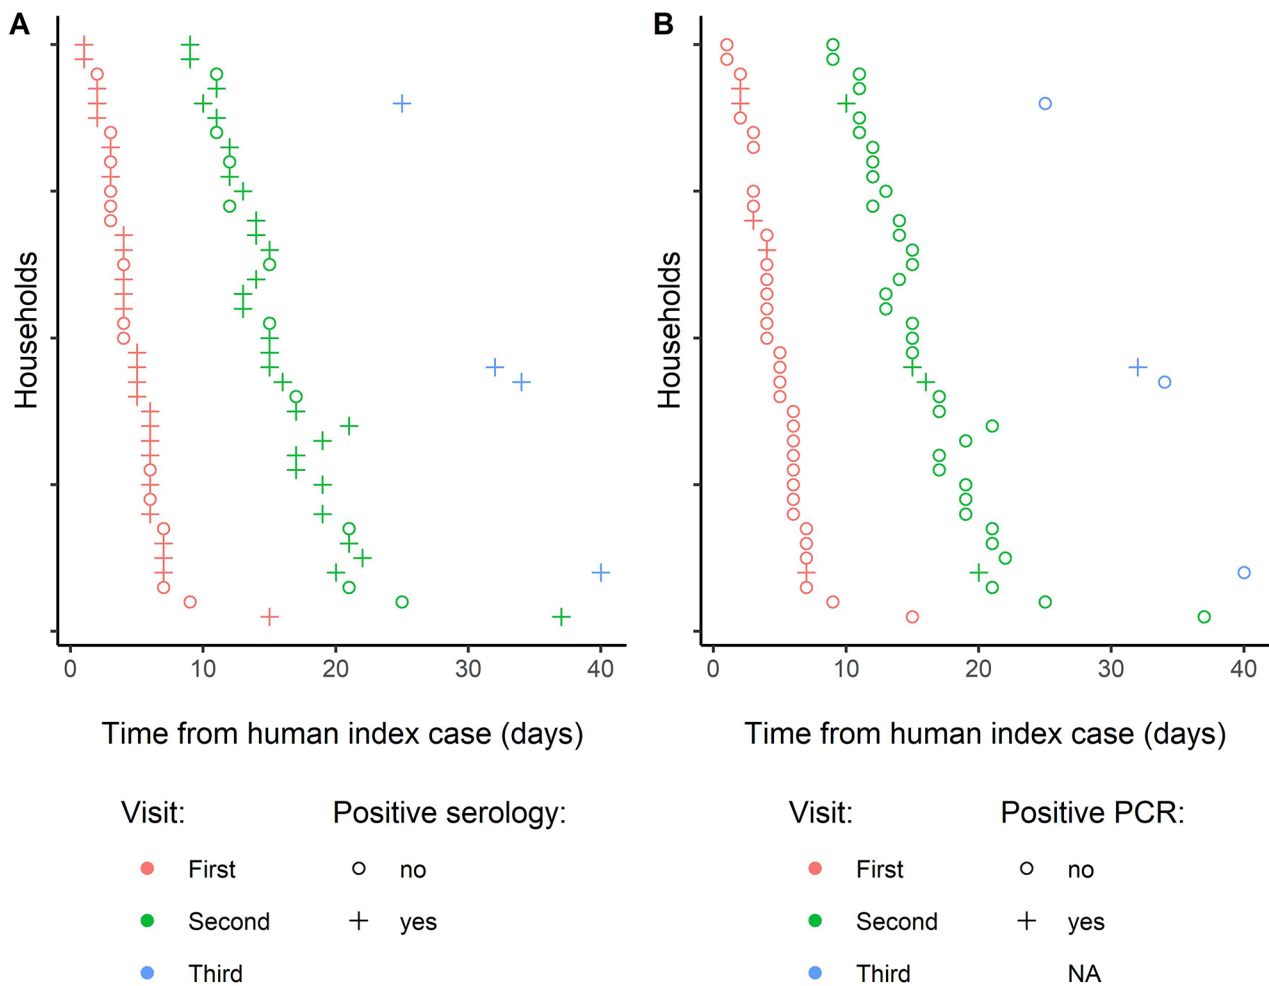 A
Households
0 10 20 30 40
Time from human index case (days)
Visit:
First
Second
Third
Positive serology:
no
yes
B
Households
0 10 20 30 40
Time from human index case (days)
Visit:
First
Second
Third
Positive PCR:
no
yes
NA